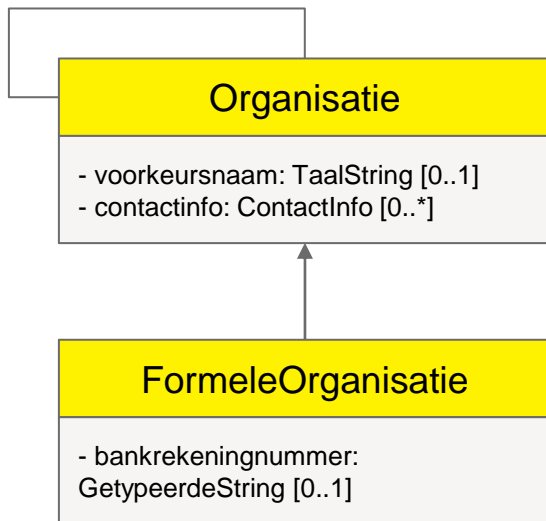 Organisatie
- voorkeursnaam: TaalString [0..1]
- contactinfo: ContactInfo [0..*]
FormeleOrganisatie
- bankrekeningnummer:
GetypeerdeString [0..1]